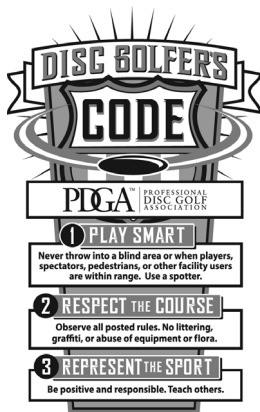 DISC GOLFER'S
CODE
PDGA™
PROFESSIONAL
DISC GOLF
ASSOCIATION
1 PLAY SMART
Never throw into a blind area or when players,
spectators, pedestrians, or other facility users
are within range. Use a spotter.
2 RESPECT THE COURSE
Observe all posted rules. No littering,
graffiti, or abuse of equipment or flora.
3 REPRESENT THE SPORT
Be positive and responsible. Teach others.